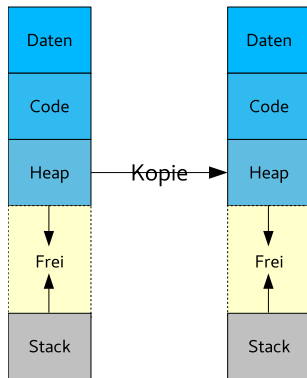 Daten
Daten
Code
Code
Heap
Kopie
Heap
Frei
Frei
Stack
Stack